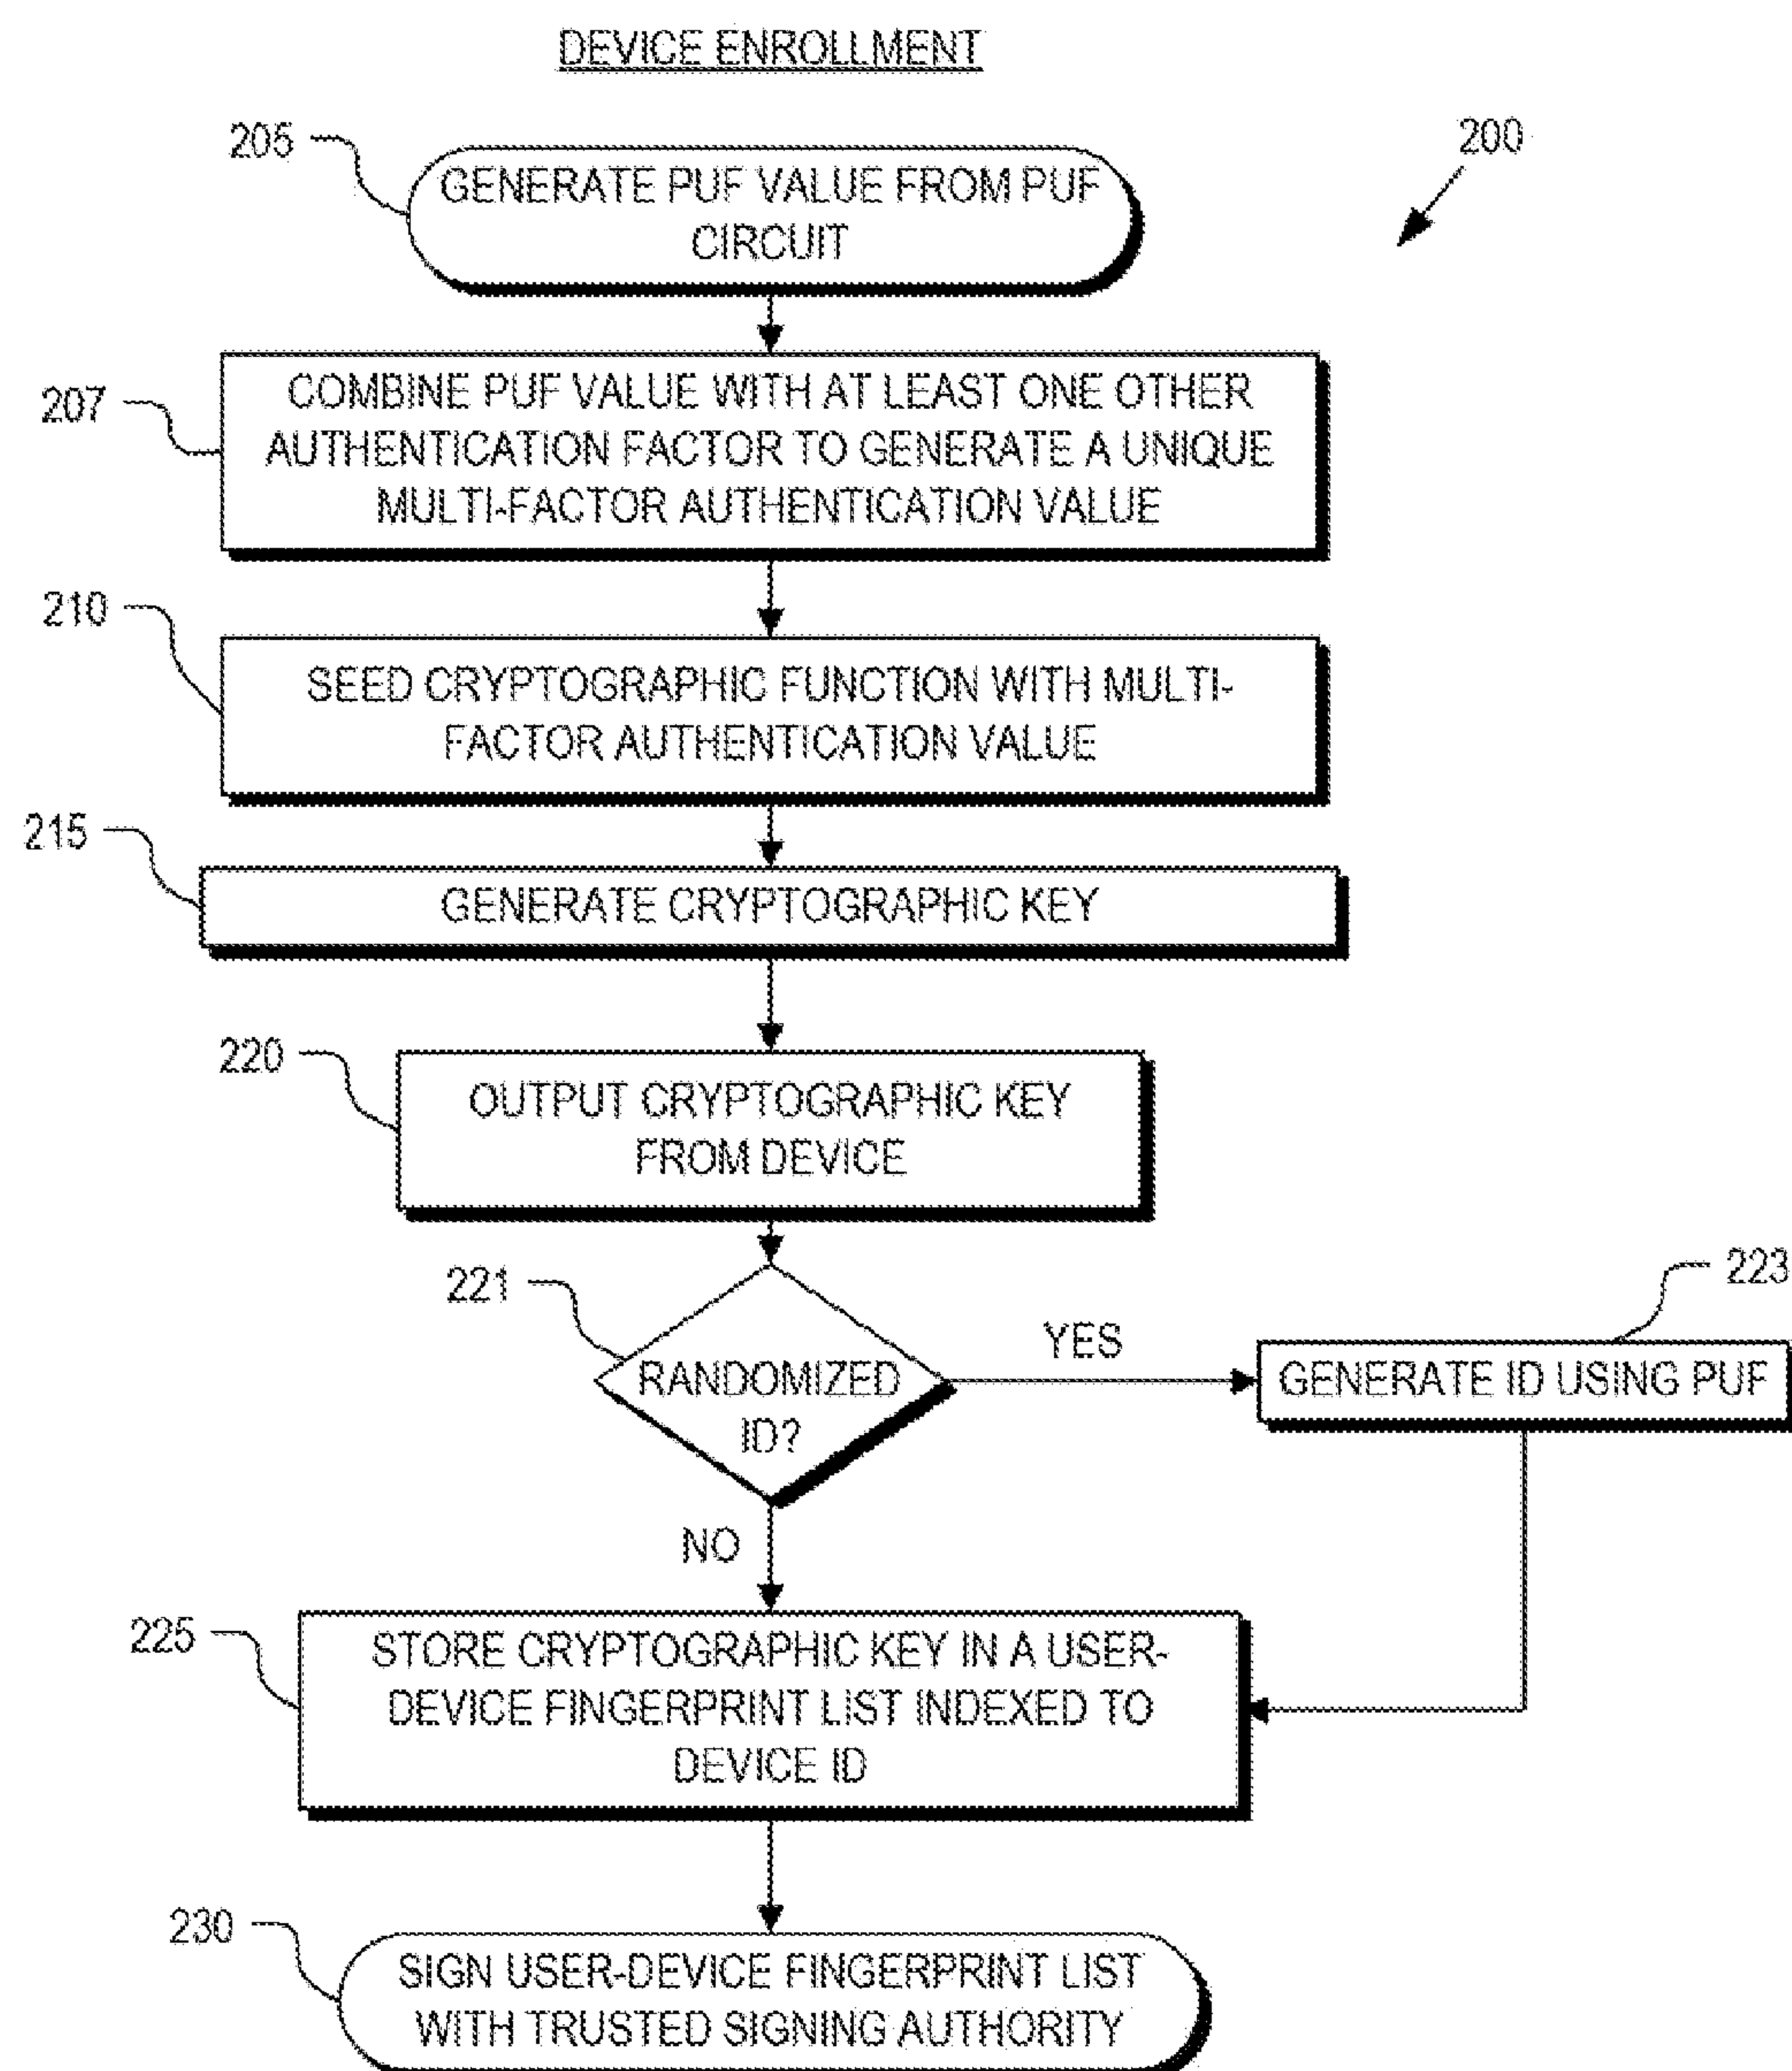 DEVICE ENROLLMENT
200
205
GENERATE PUF VALUE FROM PUF
CIRCUIT
207
COMBINE PUF VALUE WITH AT LEAST ONE OTHER
AUTHENTICATION FACTOR TO GENERATE A UNIQUE
MULTI-FACTOR AUTHENTICATION VALUE
210
SEED CRYPTOGRAPHIC FUNCTION WITH MULTI-
FACTOR AUTHENTICATION VALUE
215
GENERATE CRYPTOGRAPHIC KEY
220
OUTPUT CRYPTOGRAPHIC KEY
FROM DEVICE
221
RANDOMIZED
ID?
YES
223
GENERATE ID USING PUF
NO
225
STORE CRYPTOGRAPHIC KEY IN A USER-
DEVICE FINGERPRINT LIST INDEXED TO
DEVICE ID
230
SIGN USER-DEVICE FINGERPRINT LIST
WITH TRUSTED SIGNING AUTHORITY